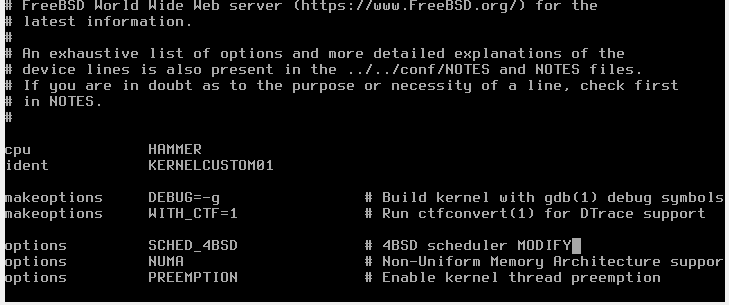 # FreeBSD World Wide Web server (https://www.FreeBSD.org/) for the
# latest information.
#
# An exhaustive list of options and more detailed explanations of the
# device lines is also present in the ../../conf/NOTES and NOTES files.
# If you are in doubt as to the purpose or necessity of a line, check first
# in NOTES.
#
cpu HAMMER
ident KERNELCUSTOM01
makeoptions DEBUG=-g # Build kernel with gdb(1) debug symbols
makeoptions WITH_CTF=1 # Run ctfconvert(1) for DTrace support
options SCHED_4BSD # 4BSD scheduler MODIFY
options NUMA # Non-Uniform Memory Architecture suppor
options PREEMPTION # Enable kernel thread preemption